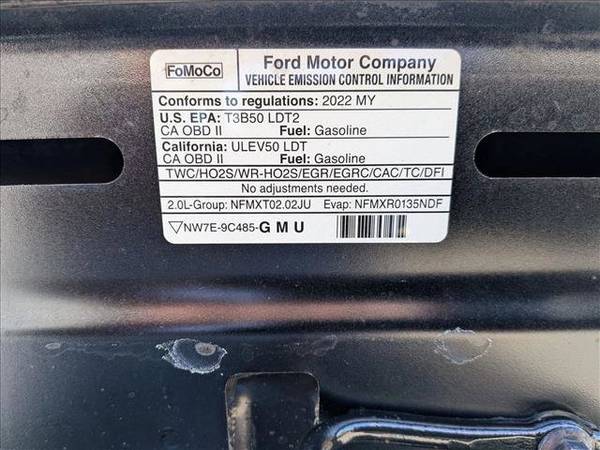 FoMoCo
Ford Motor Company
VEHICLE EMISSION CONTROL INFORMATION
Conforms to regulations: 2022 MY
U.S. EPA: T3B50 LDT2
CA OBD II Fuel: Gasoline
California: ULEV50 LDT
CA OBD II Fuel: Gasoline
TWC/HO2S/WR-HO2S/EGR/EGRC/CAC/TC/DFI
No adjustments needed.
2.0L-Group: NFMXT02.02JU Evap: NFMXR0135NDF
NW7E-9C485-G M U